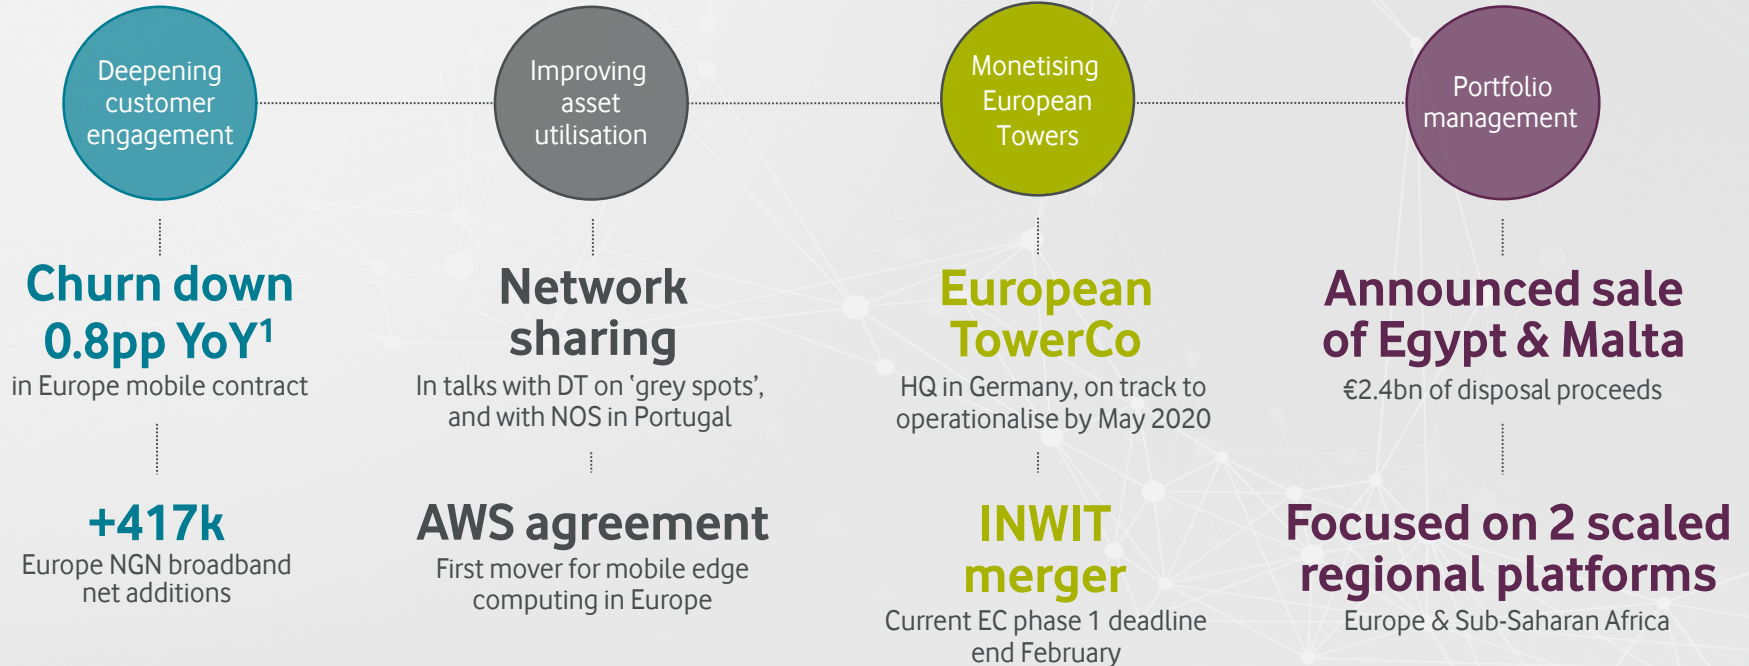 Deepening
customer
engagement
Improving
asset
utilisation
Monetising
European
Towers
Portfolio
management
Churn down
0.8pp YoY¹
in Europe mobile contract
+417k
Europe NGN broadband
net additions
Network
sharing
In talks with DT on ‘grey spots’,
and with NOS in Portugal
AWS agreement
First mover for mobile edge
computing in Europe
European
TowerCo
HQ in Germany, on track to
operationalise by May 2020
INWIT
merger
Current EC phase 1 deadline
end February
Announced sale
of Egypt & Malta
€2.4bn of disposal proceeds
Focused on 2 scaled
regional platforms
Europe & Sub-Saharan Africa